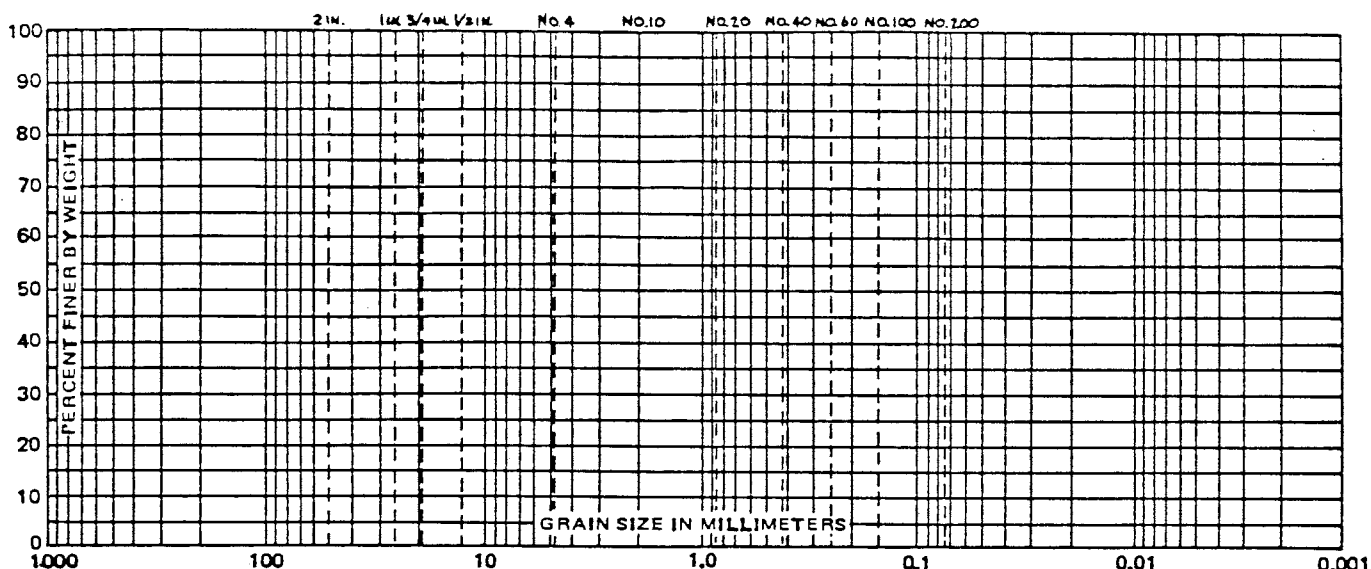 2 IN. 1 IN. 3/4 IN. 1/2 IN. NO. 4 NO. 10 NO. 20 NO. 40 NO. 60 NO. 100 NO. 200
100
90
80
70
60
50
40
30
20
10
0
PERCENT FINER BY WEIGHT
GRAIN SIZE IN MILLIMETERS
1000 100 10 1.0 0.1 0.01 0.001